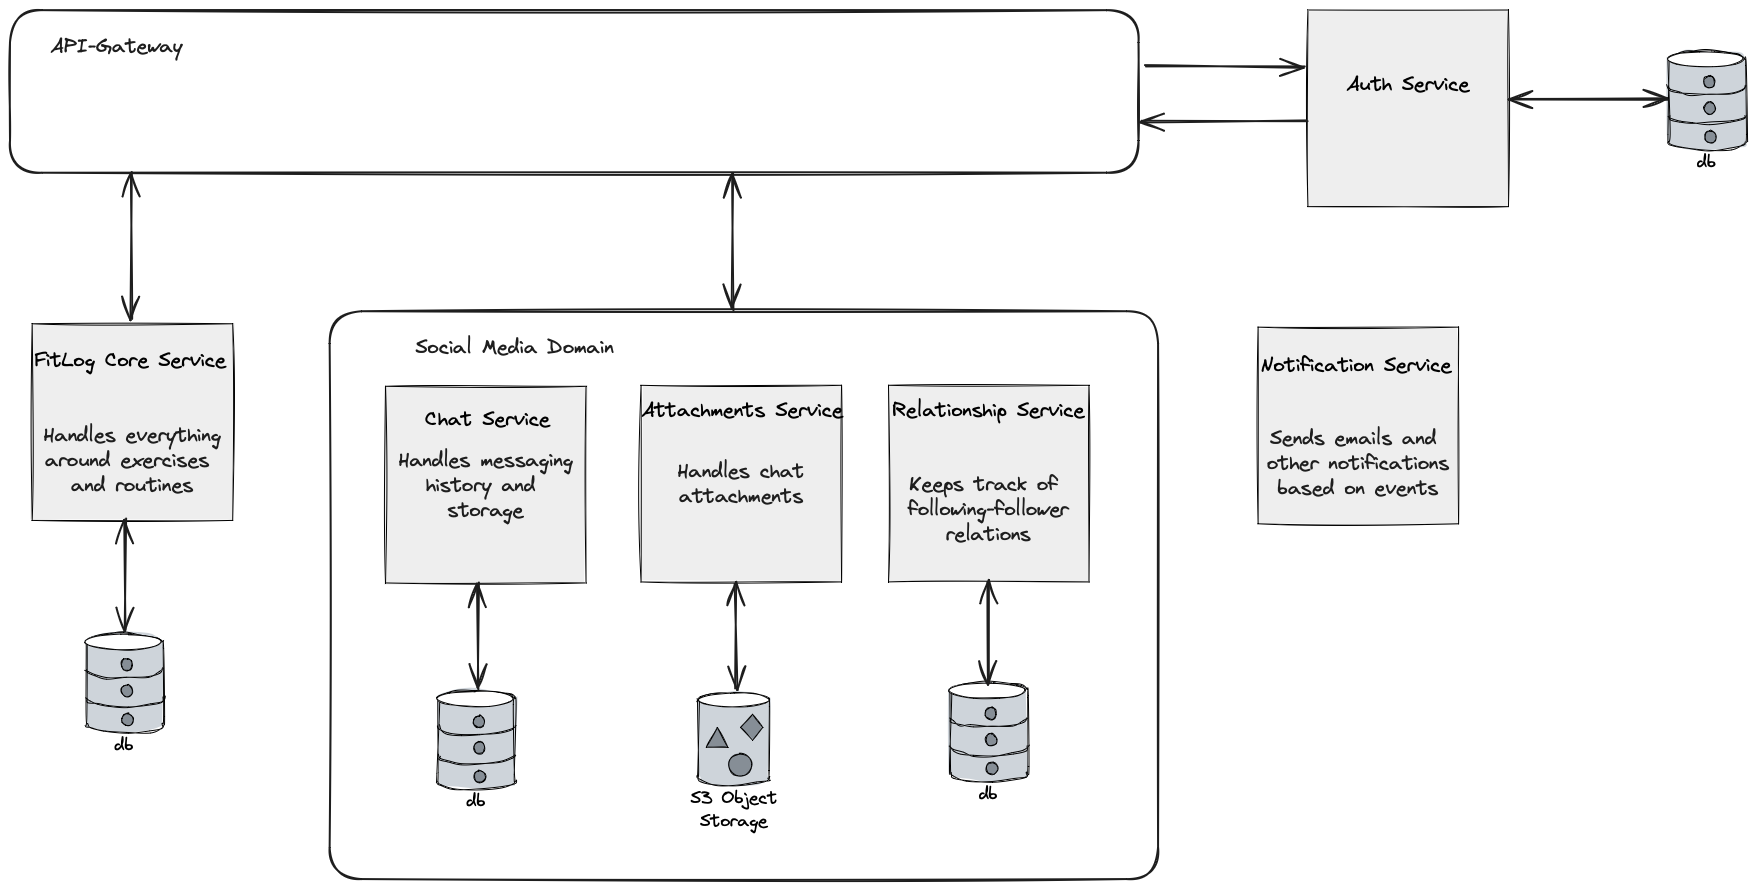 API-Gateway
Auth Service
db
FitLog Core Service
Handles everything
around exercises
and routines
db
Social Media Domain
Chat Service
Handles messaging
history and
storage
db
Attachments Service
Handles chat
attachments
S3 Object
Storage
Relationship Service
Keeps track of
following-follower
relations
db
Notification Service
Sends emails and
other notifications
based on events